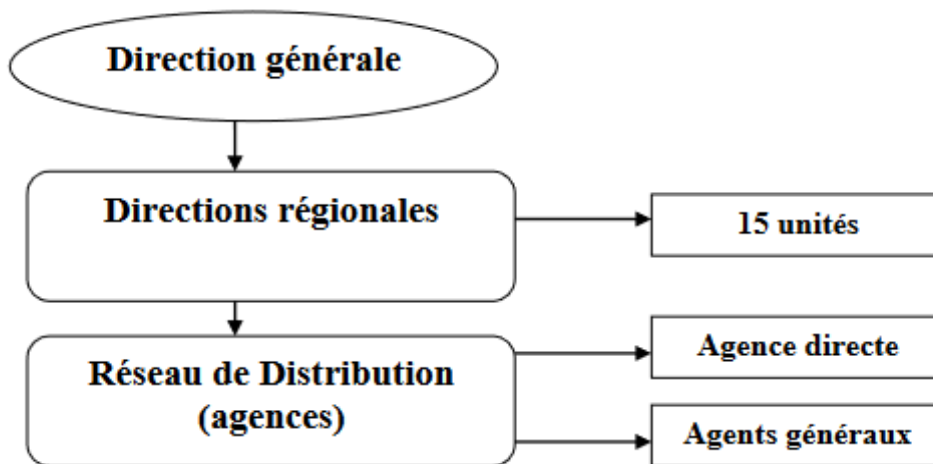 Direction générale
Directions régionales
15 unités
Réseau de Distribution
(agences)
Agence directe
Agents généraux